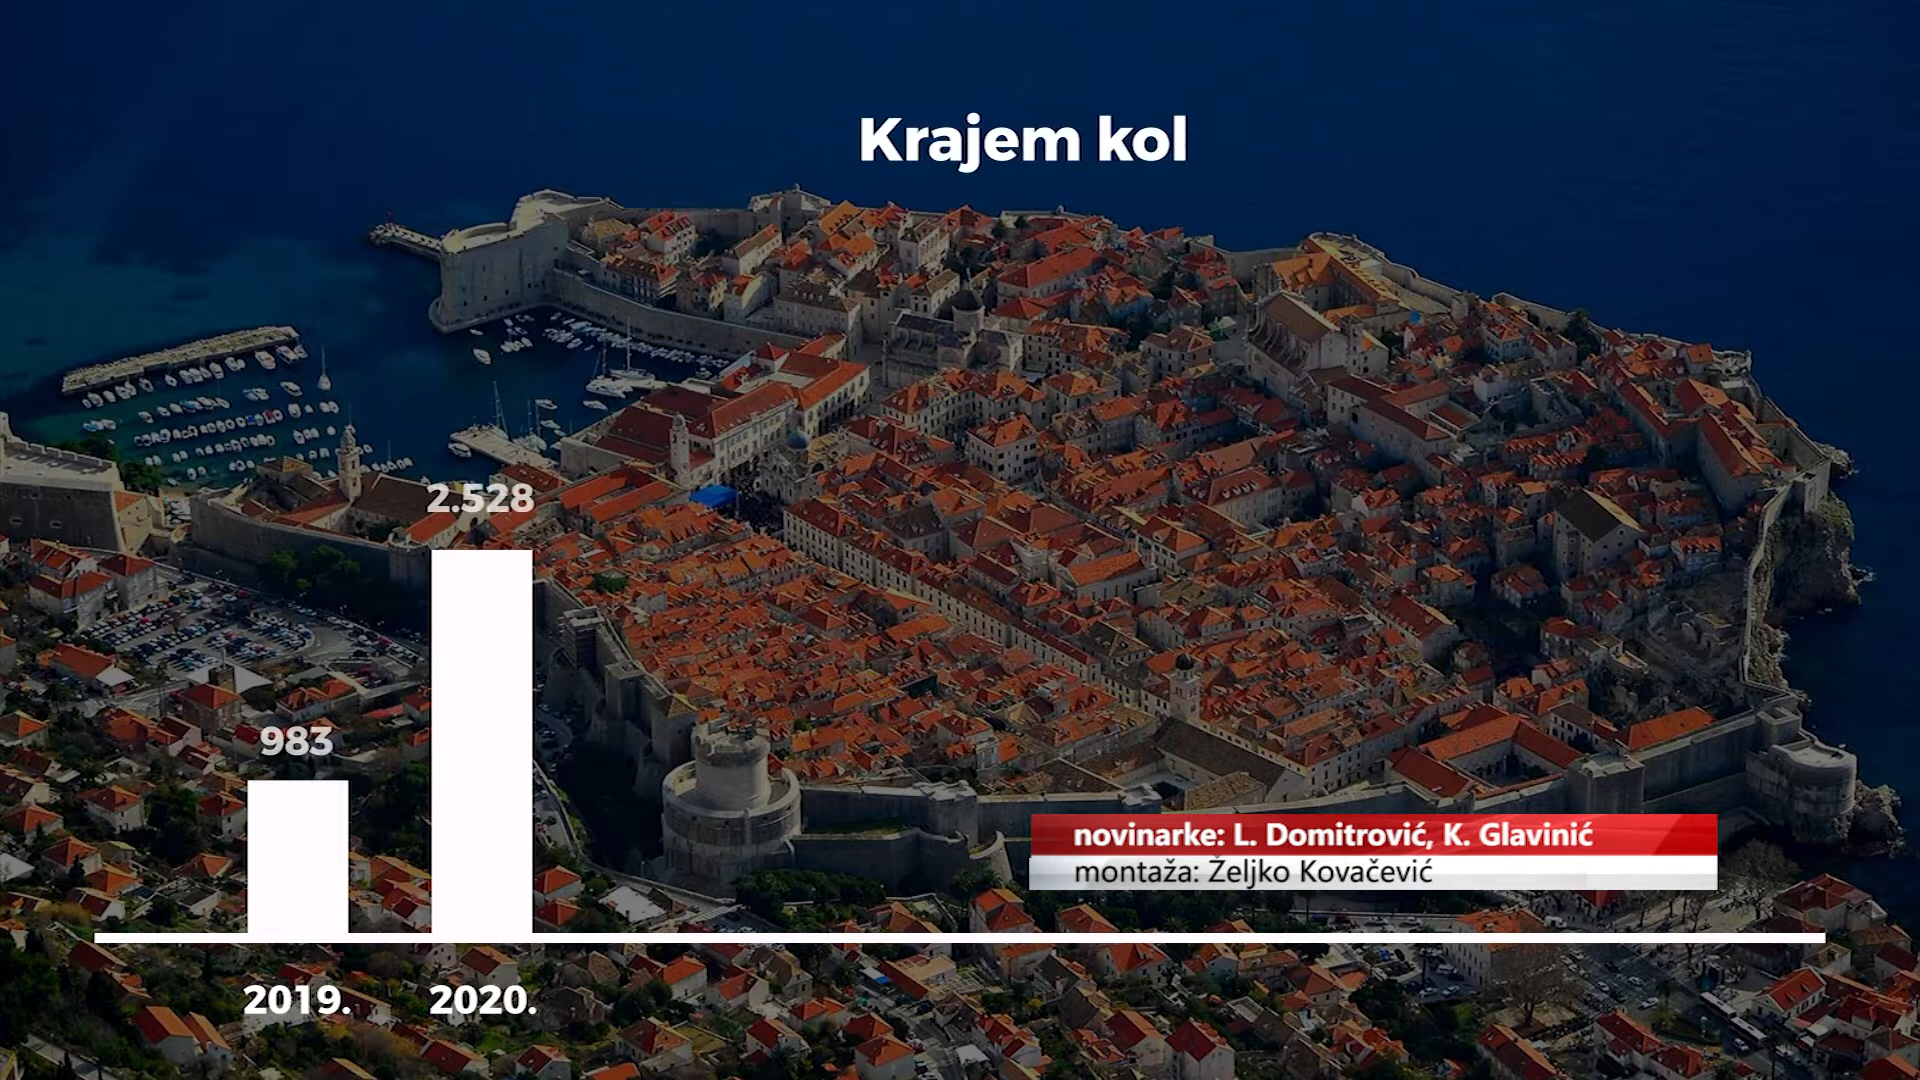 Krajem kol
2.528
983
novinarke: L. Domitrović, K. Glavinić
montaža: Željko Kovačević
2019. 2020.